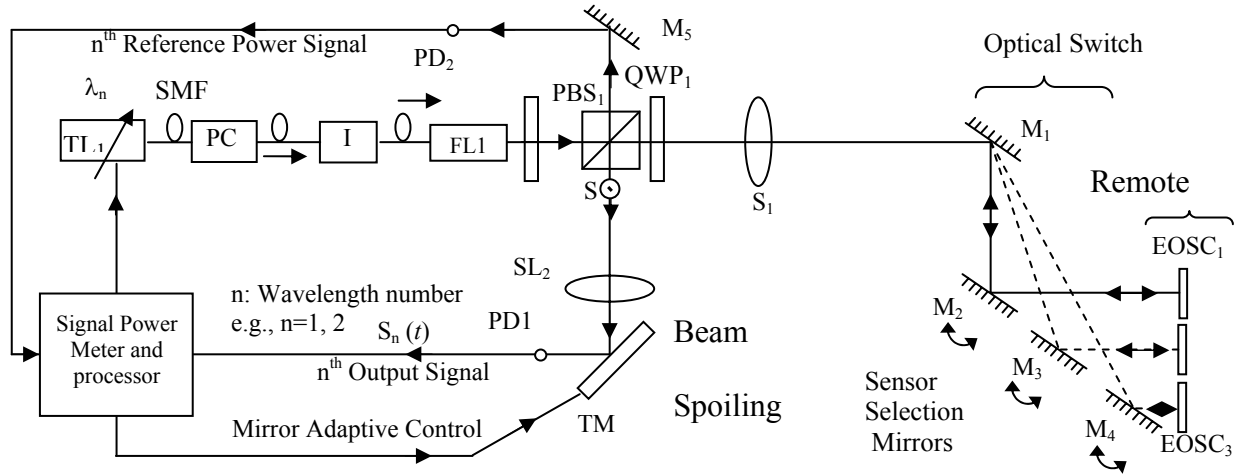 nth Reference Power Signal
PD2
M5
Optical Switch
λn
SMF
PBS1
QWP1
TL1
PC
I
FL1
M1
S
S1
Remote
EOSC1
SL2
M2
n: Wavelength number
e.g., n=1, 2
Sn (t)
PD1
nth Output Signal
Signal Power
Meter and
processor
Beam
Spoiling
M3
Sensor
Selection
Mirrors
M4
EOSC3
TM
Mirror Adaptive Control